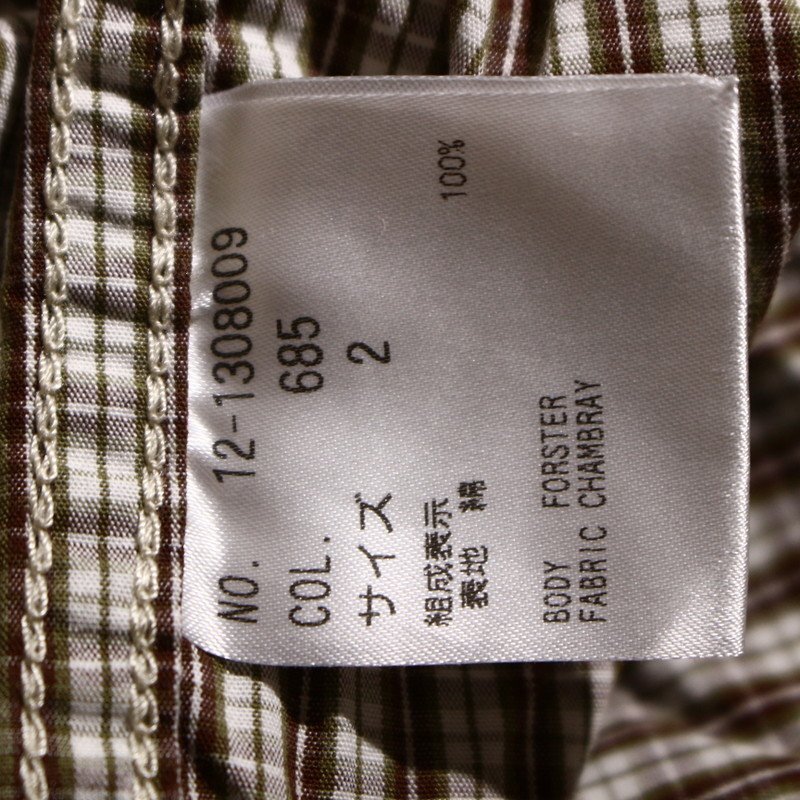 NO. 12-1308009
COL. 685
サイズ 2
組成表示
表地 綿 100%
BODY FORSTER
FABRIC CHAMBRAY